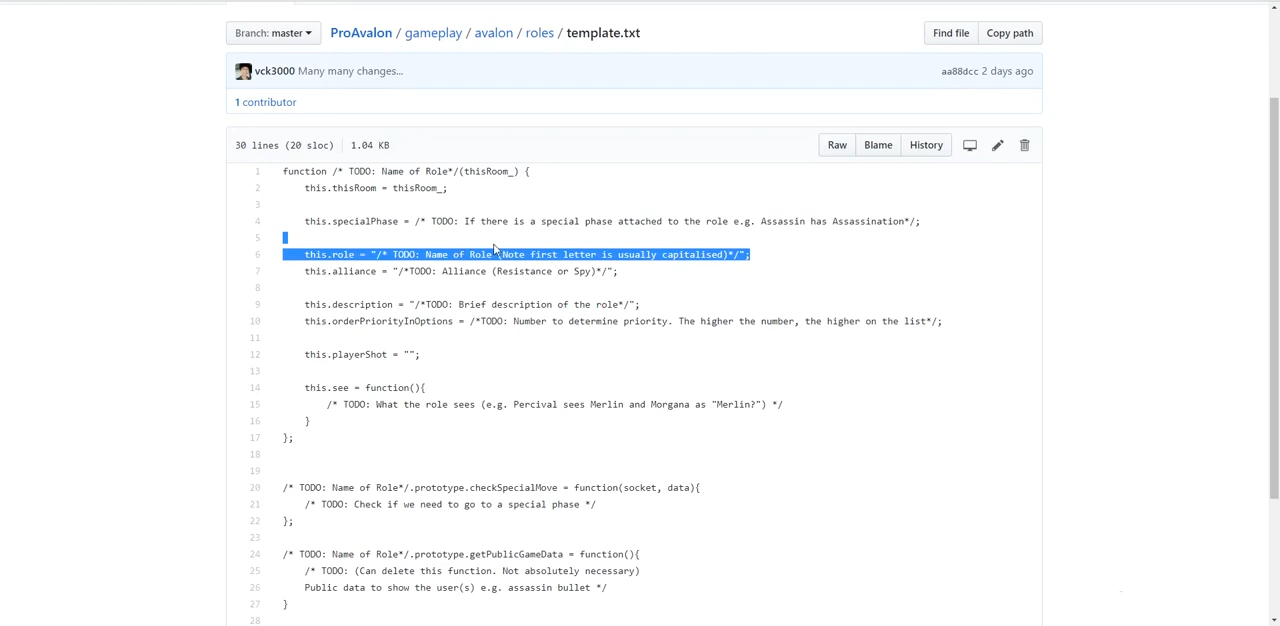 Branch: master ProAvalon / gameplay / avalon / roles / template.txt Find file Copy path
vck3000 Many many changes... aa88dcc 2 days ago
1 contributor
30 lines (20 sloc) 1.04 KB Raw Blame History
1 function /* TODO: Name of Role*/(thisRoom_) {
2 this.thisRoom = thisRoom_;
3
4 this.specialPhase = /* TODO: If there is a special phase attached to the role e.g. Assassin has Assassination*/;
5
6 this.role = "/* TODO: Name of Role (Note first letter is usually capitalised)*/";
7 this.alliance = "/*TODO: Alliance (Resistance or Spy)*/";
8
9 this.description = "/*TODO: Brief description of the role*/";
10 this.orderPriorityInOptions = /*TODO: Number to determine priority. The higher the number, the higher on the list*/;
11
12 this.playerShot = "";
13
14 this.see = function(){
15 /* TODO: What the role sees (e.g. Percival sees Merlin and Morgana as "Merlin?") */
16 }
17 };
18
19
20 /* TODO: Name of Role*/.prototype.checkSpecialMove = function(socket, data){
21 /* TODO: Check if we need to go to a special phase */
22 };
23
24 /* TODO: Name of Role*/.prototype.getPublicGameData = function(){
25 /* TODO: (Can delete this function. Not absolutely necessary)
26 Public data to show the user(s) e.g. assassin bullet */
27 }
28